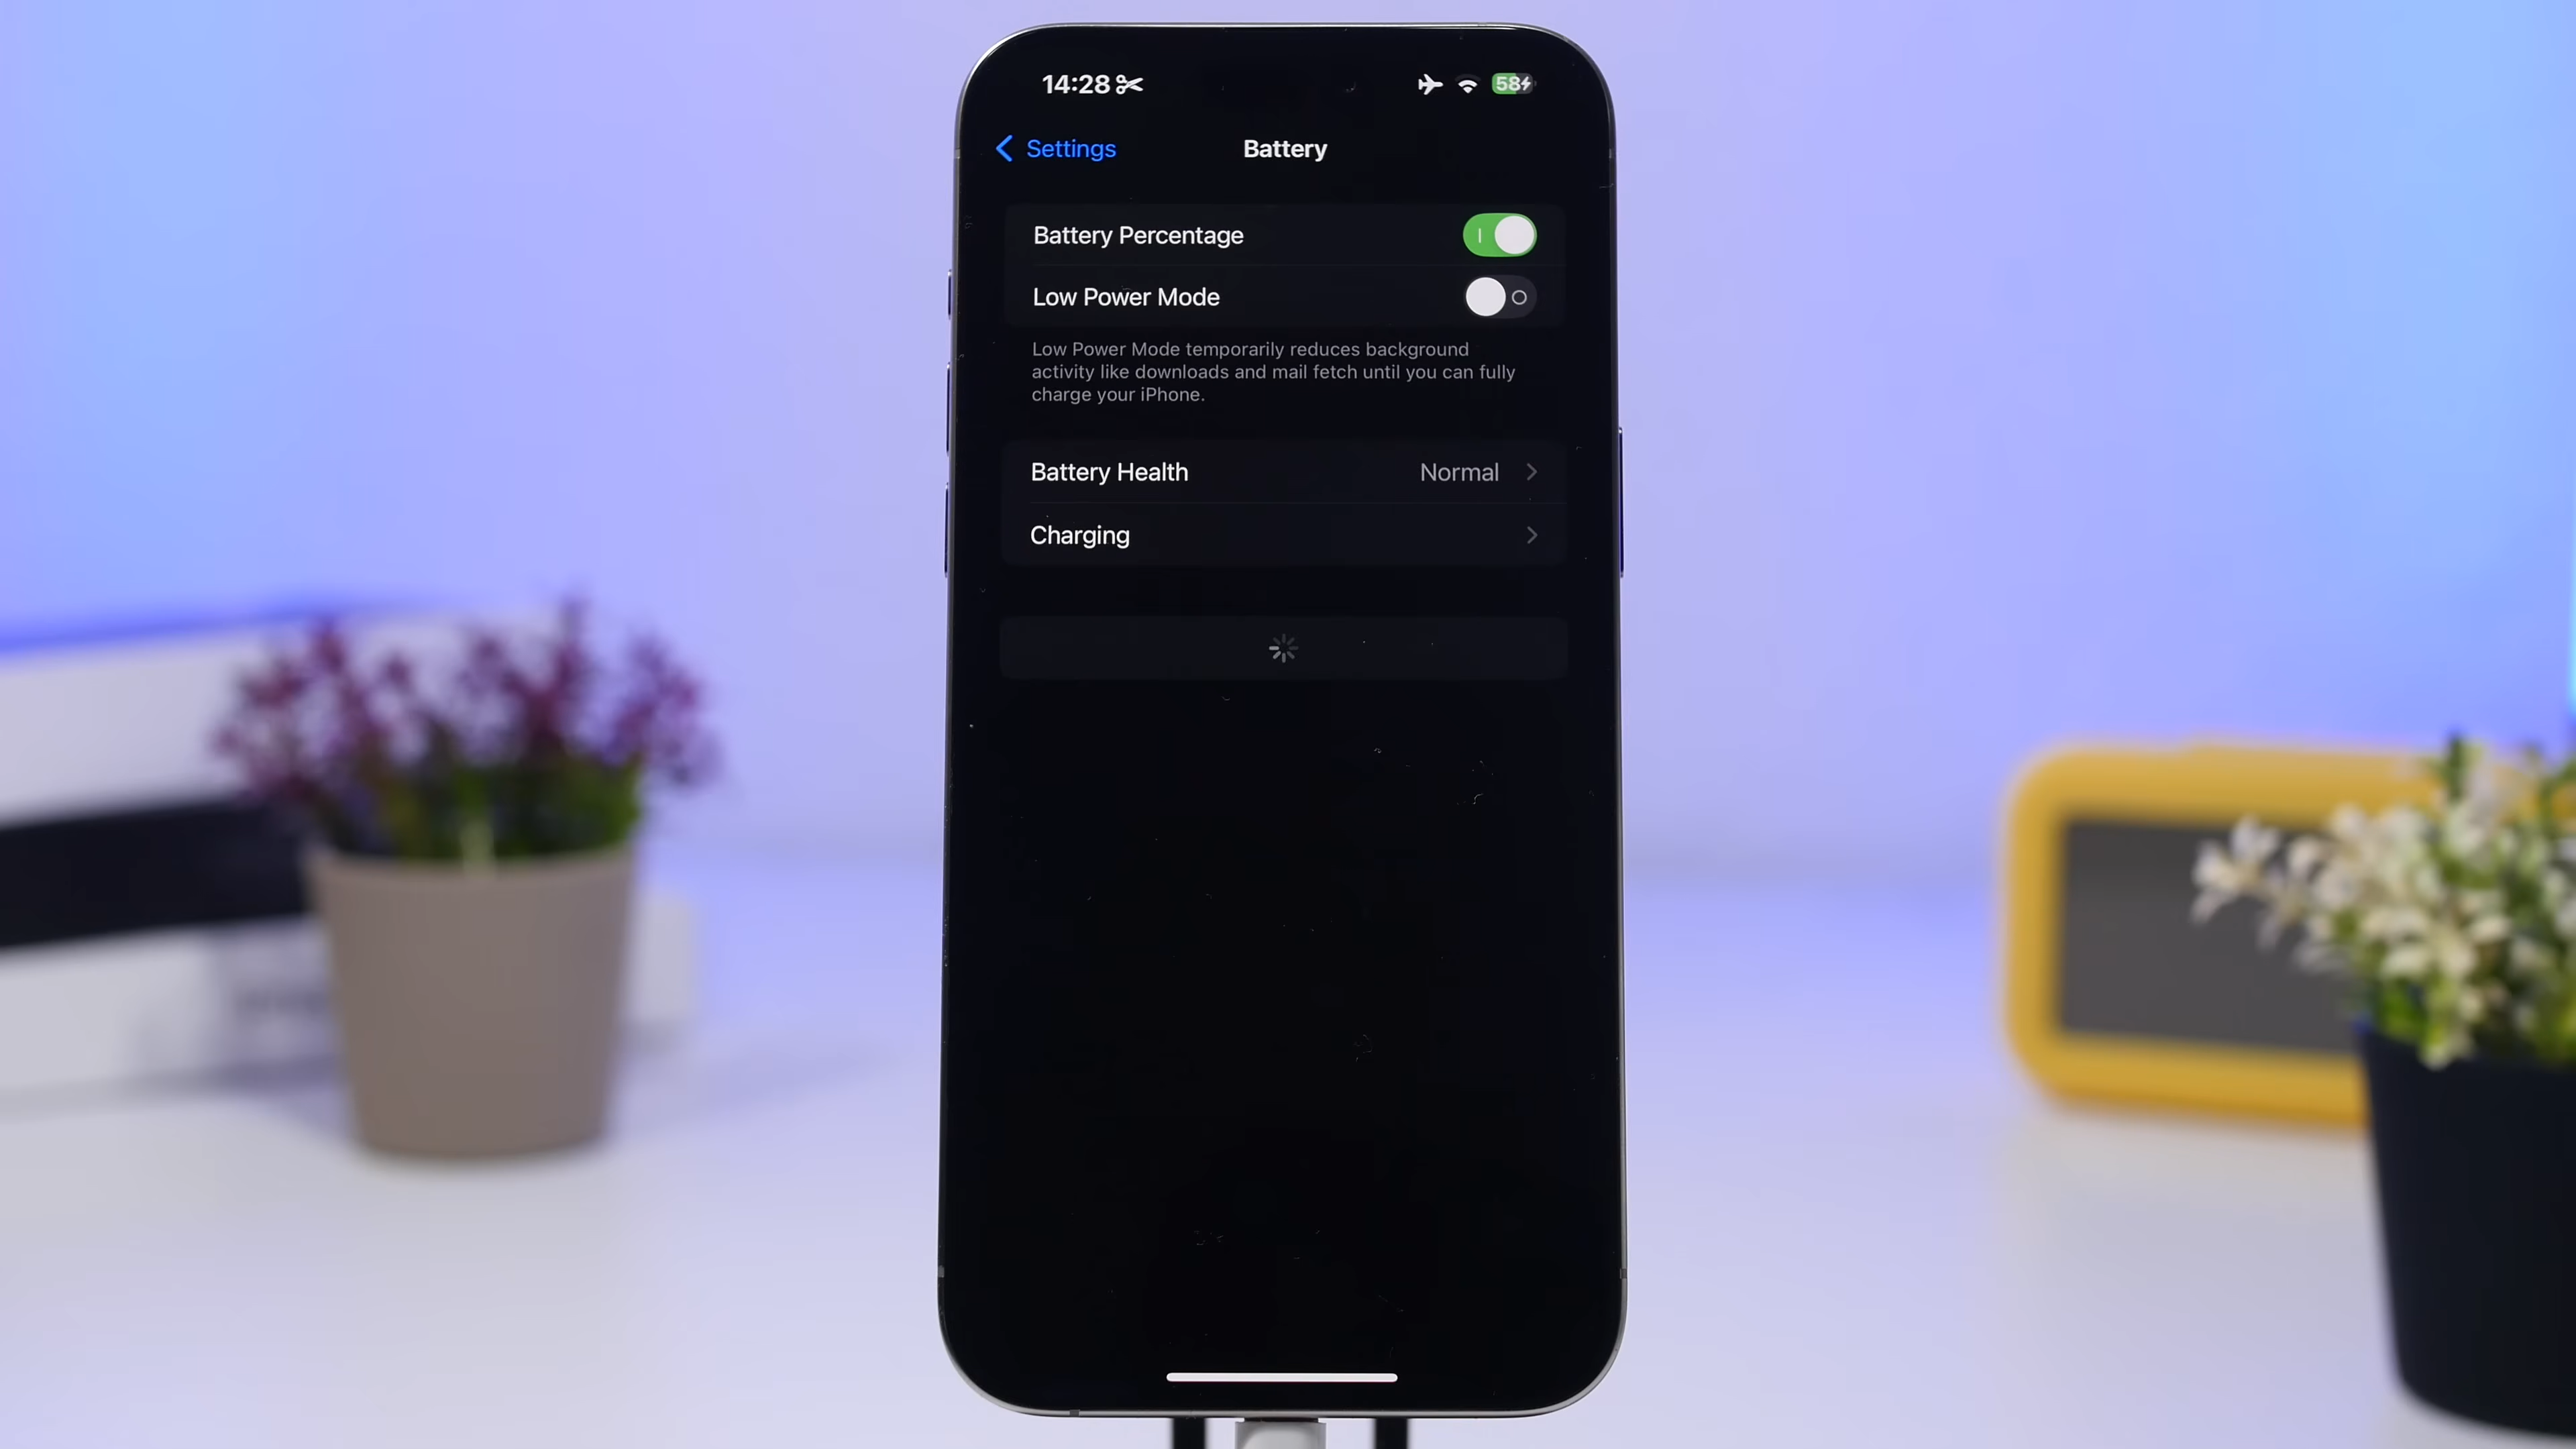 14:28
58
Settings
Battery
Battery Percentage
Low Power Mode
Low Power Mode temporarily reduces background
activity like downloads and mail fetch until you can fully
charge your iPhone.
Battery Health
Normal
Charging